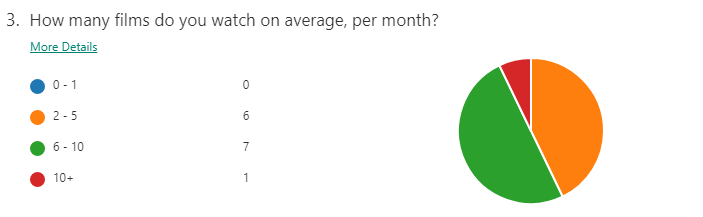 3. How many films do you watch on average, per month?
More Details
0 - 1 0
2 - 5 6
6 - 10 7
10+ 1